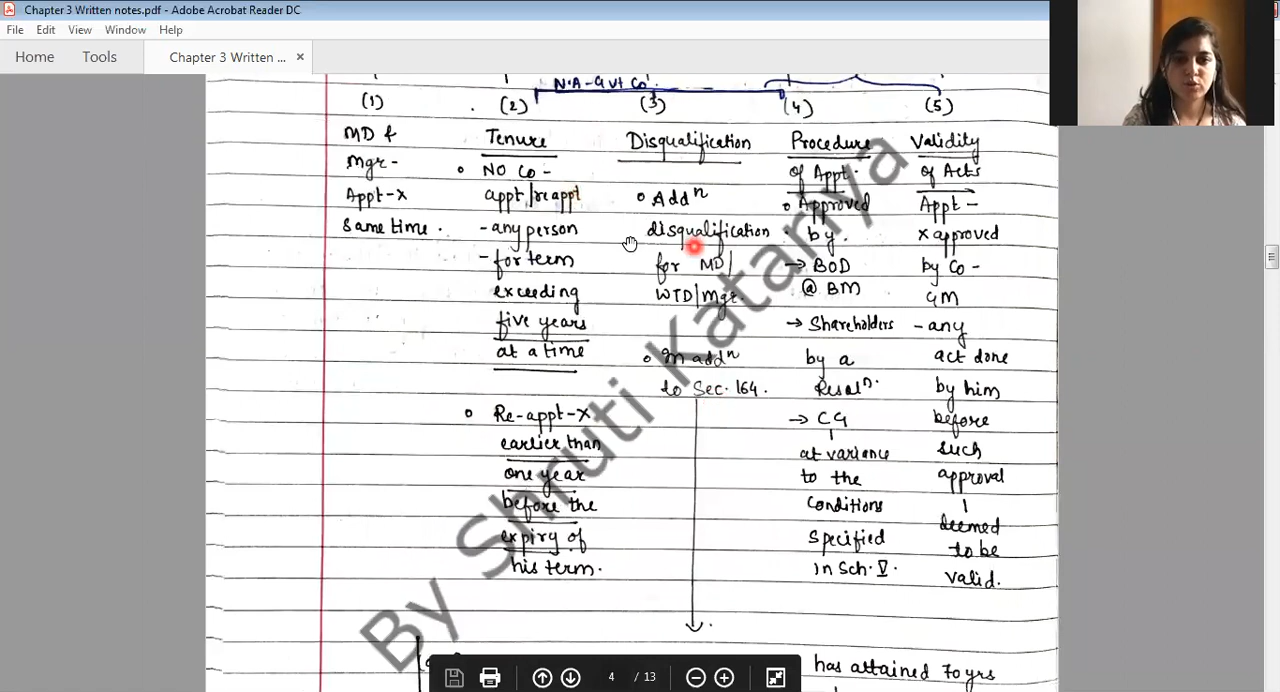 Chapter 3 Written notes.pdf - Adobe Acrobat Reader DC
File Edit View Window Help
Home Tools Chapter 3 Written ... ×
N.A - Gvt Co.
(1) (2) (3) (4) (5)
MD &
Mgr-
Appt-x
Same time.
Tenure
NO Co -
appt/reappt
- any person
- for term
exceeding
five years
at a time
Re-appt-x
earlier than
one year
before the
expiry of
his term.
Disqualification
Addn
disqualification
for MD/
WTD/Mgr.
In addn
to Sec. 164.
Procedure
of Appt.
Approved
by.
→ BOD
@ BM
→ Shareholders
by a
Resoln.
→ CG
at variance
to the
Conditions
Specified
in Sch. V.
Validity
of Acts
Appt -
x approved
by Co -
GM
- any
act done
by him
before
such
approval
deemed
to be
valid.
has attained 70 yrs
By Shruti Katariya
4 / 13